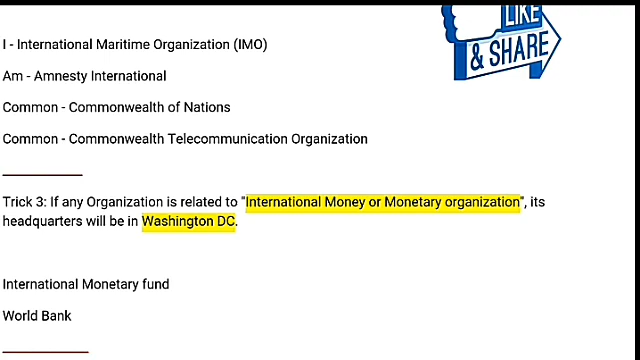 LIKE
& SHARE
I - International Maritime Organization (IMO)
Am - Amnesty International
Common - Commonwealth of Nations
Common - Commonwealth Telecommunication Organization
Trick 3: If any Organization is related to "International Money or Monetary organization", its
headquarters will be in Washington DC.
International Monetary fund
World Bank